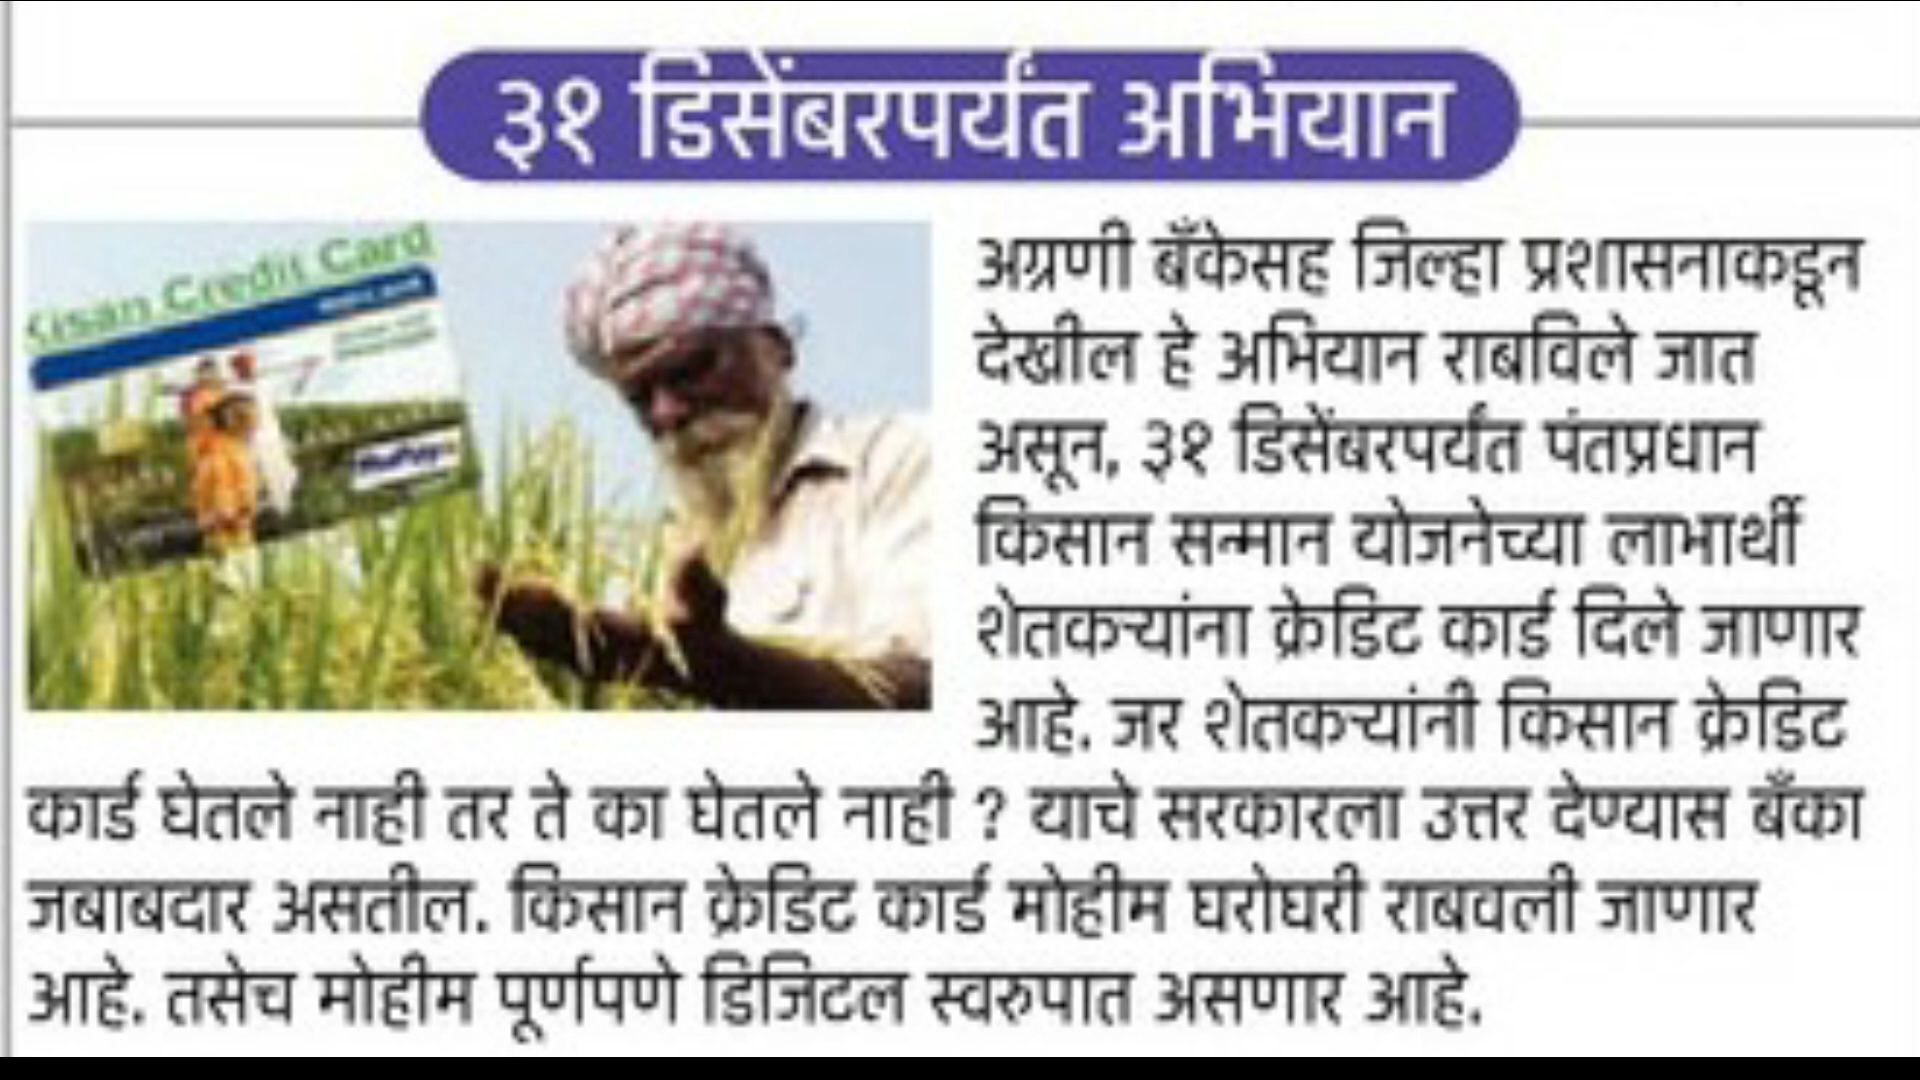 ३१ डिसेंबरपर्यंत अभियान
Kisan Credit Card
RuPay
अग्रणी बँकेसह जिल्हा प्रशासनाकडून
देखील हे अभियान राबविले जात
असून, ३१ डिसेंबरपर्यंत पंतप्रधान
किसान सन्मान योजनेच्या लाभार्थी
शेतकऱ्यांना क्रेडिट कार्ड दिले जाणार
आहे. जर शेतकऱ्यांनी किसान क्रेडिट
कार्ड घेतले नाही तर ते का घेतले नाही ? याचे सरकारला उत्तर देण्यास बँका
जबाबदार असतील. किसान क्रेडिट कार्ड मोहीम घरोघरी राबवली जाणार
आहे. तसेच मोहीम पूर्णपणे डिजिटल स्वरुपात असणार आहे.